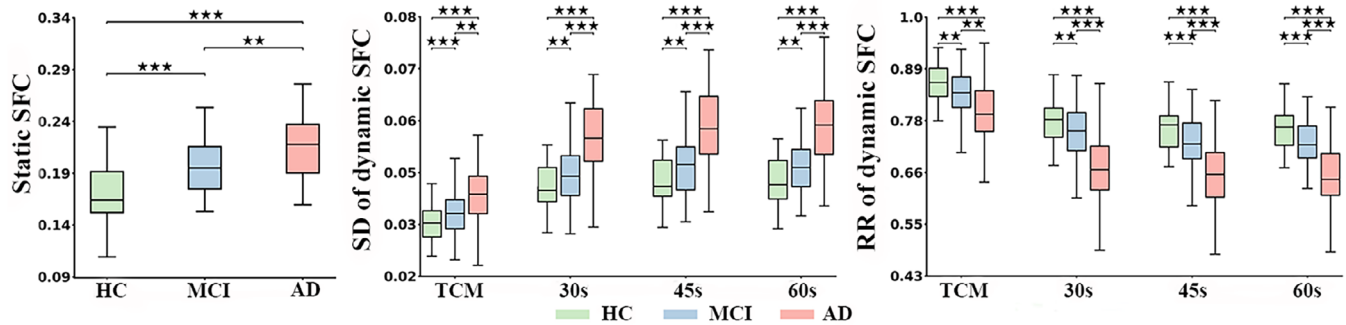 Static SFC
0.34
0.29
0.24
0.19
0.14
0.09
★★★
★★
★★★
HC MCI AD
SD of dynamic SFC
0.08
0.07
0.06
0.05
0.03
0.02
★★★ ★★★ ★★★ ★★★
★★ ★★★ ★★★ ★★★
★★★ ★★ ★★ ★★
TCM 30s 45s 60s
RR of dynamic SFC
1.0
0.89
0.78
0.66
0.55
0.43
★★★ ★★★ ★★★ ★★★
★★ ★★★ ★★★ ★★★
★★ ★★ ★★★ ★★★
TCM 30s 45s 60s
HC MCI AD